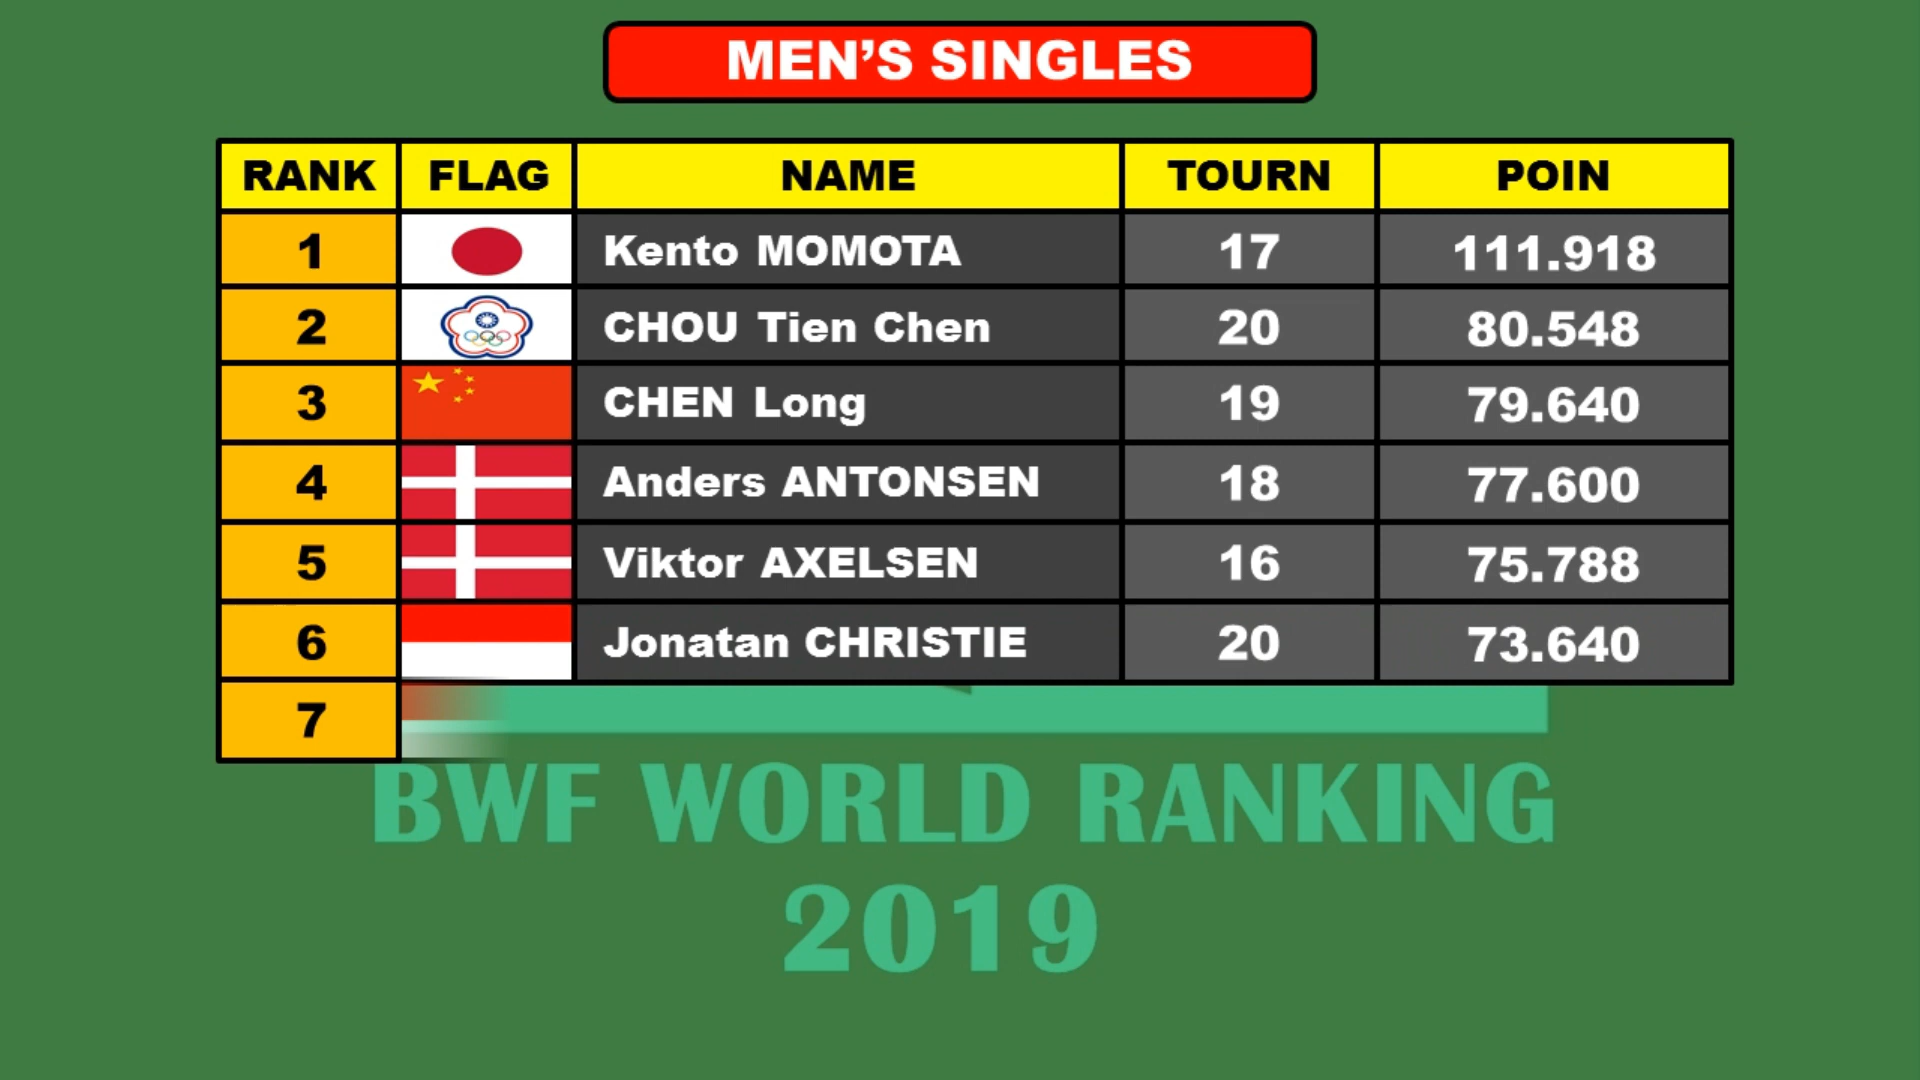 MEN'S SINGLES
RANK FLAG NAME TOURN POIN
1 Kento MOMOTA 17 111.918
2 CHOU Tien Chen 20 80.548
3 CHEN Long 19 79.640
4 Anders ANTONSEN 18 77.600
5 Viktor AXELSEN 16 75.788
6 Jonatan CHRISTIE 20 73.640
7
BWF WORLD RANKING
2019